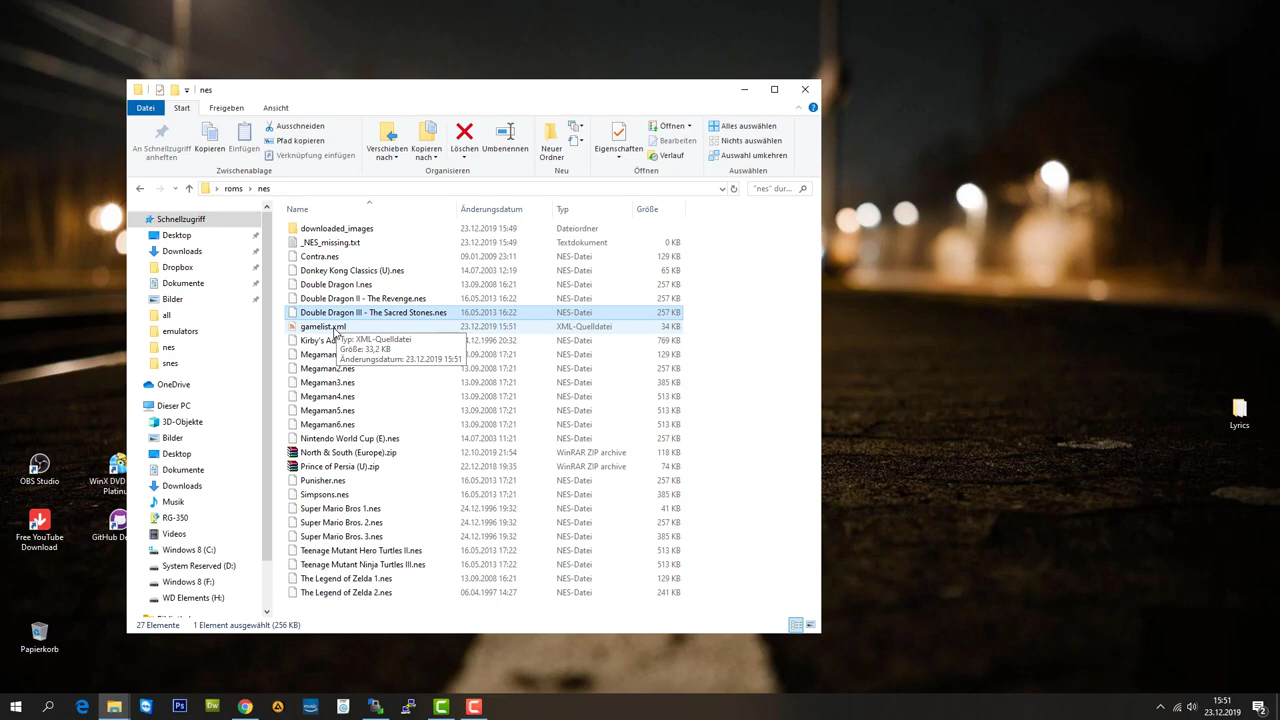 nes
Datei Start Freigeben Ansicht
An Schnellzugriff anheften
Kopieren
Einfügen
Ausschneiden
Pfad kopieren
Verknüpfung einfügen
Verschieben nach
Kopieren nach
Löschen
Umbenennen
Neuer Ordner
Eigenschaften
Öffnen
Bearbeiten
Verlauf
Alles auswählen
Nichts auswählen
Auswahl umkehren
Zwischenablage Organisieren Neu Öffnen Auswählen
roms nes "nes" dur...
Name Änderungsdatum Typ Größe
Schnellzugriff
Desktop
Downloads
Dropbox
Dokumente
Bilder
all
emulators
nes
snes
OneDrive
Dieser PC
3D-Objekte
Bilder
Desktop
Dokumente
Downloads
Musik
RG-350
Videos
Windows 8 (C:)
System Reserved (D:)
Windows 8 (F:)
WD Elements (H:)
downloaded_images 23.12.2019 15:49 Dateiordner
_NES_missing.txt 23.12.2019 15:49 Textdokument 0 KB
Contra.nes 09.01.2009 23:11 NES-Datei 129 KB
Donkey Kong Classics (U).nes 14.07.2003 12:19 NES-Datei 65 KB
Double Dragon I.nes 13.09.2008 16:21 NES-Datei 257 KB
Double Dragon II - The Revenge.nes 16.05.2013 16:22 NES-Datei 257 KB
Double Dragon III - The Sacred Stones.nes 16.05.2013 16:22 NES-Datei 257 KB
gamelist.xml 23.12.2019 15:51 XML-Quelldatei 34 KB
Kirby's Ad 24.12.1996 20:32 NES-Datei 769 KB
Megaman 13.09.2008 17:21 NES-Datei 129 KB
Megaman2.nes 13.09.2008 17:21 NES-Datei 257 KB
Megaman3.nes 13.09.2008 17:21 NES-Datei 385 KB
Megaman4.nes 13.09.2008 17:21 NES-Datei 513 KB
Megaman5.nes 13.09.2008 17:21 NES-Datei 513 KB
Megaman6.nes 13.09.2008 17:21 NES-Datei 513 KB
Nintendo World Cup (E).nes 14.07.2003 11:21 NES-Datei 257 KB
North & South (Europe).zip 12.10.2019 21:54 WinRAR ZIP archive 118 KB
Prince of Persia (U).zip 22.12.2018 19:35 WinRAR ZIP archive 74 KB
Punisher.nes 16.05.2013 17:21 NES-Datei 257 KB
Simpsons.nes 16.05.2013 17:21 NES-Datei 385 KB
Super Mario Bros 1.nes 24.12.1996 19:32 NES-Datei 41 KB
Super Mario Bros. 2.nes 24.12.1996 19:32 NES-Datei 257 KB
Super Mario Bros. 3.nes 24.12.1996 19:32 NES-Datei 385 KB
Teenage Mutant Hero Turtles II.nes 16.05.2013 17:22 NES-Datei 513 KB
Teenage Mutant Ninja Turtles III.nes 16.05.2013 17:22 NES-Datei 513 KB
The Legend of Zelda 1.nes 13.09.2008 16:21 NES-Datei 129 KB
The Legend of Zelda 2.nes 06.04.1997 14:27 NES-Datei 241 KB
Typ: XML-Quelldatei
Größe: 33,2 KB
Änderungsdatum: 23.12.2019 15:51
27 Elemente 1 Element ausgewählt (256 KB)
OBS Studio
WinX DVD
Platinu
Free YouTube
Download
GitHub De
Papierkorb
Lyrics
15:51
23.12.2019
2